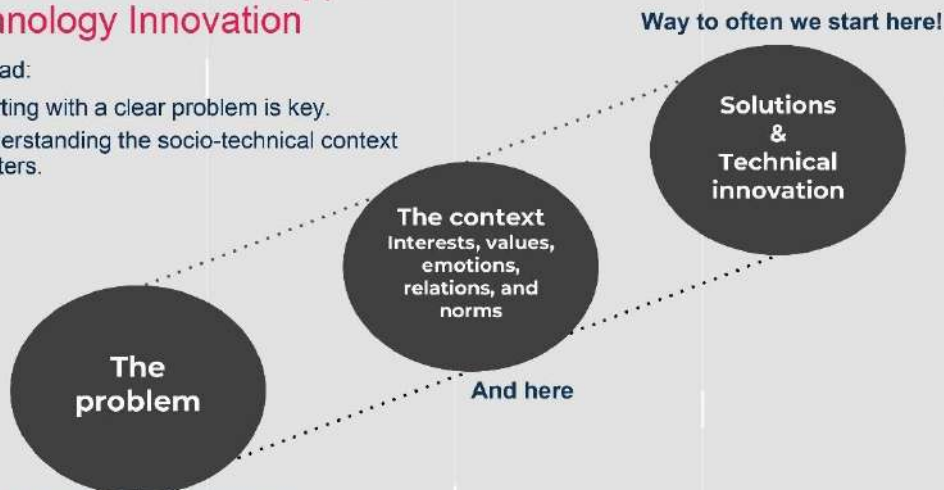 nology Innovation
Way to often we start here!
ad:
ting with a clear problem is key.
erstanding the socio-technical context
ters.
Solutions
&
Technical
innovation
The context
Interests, values,
emotions,
relations, and
norms
The
problem
And here